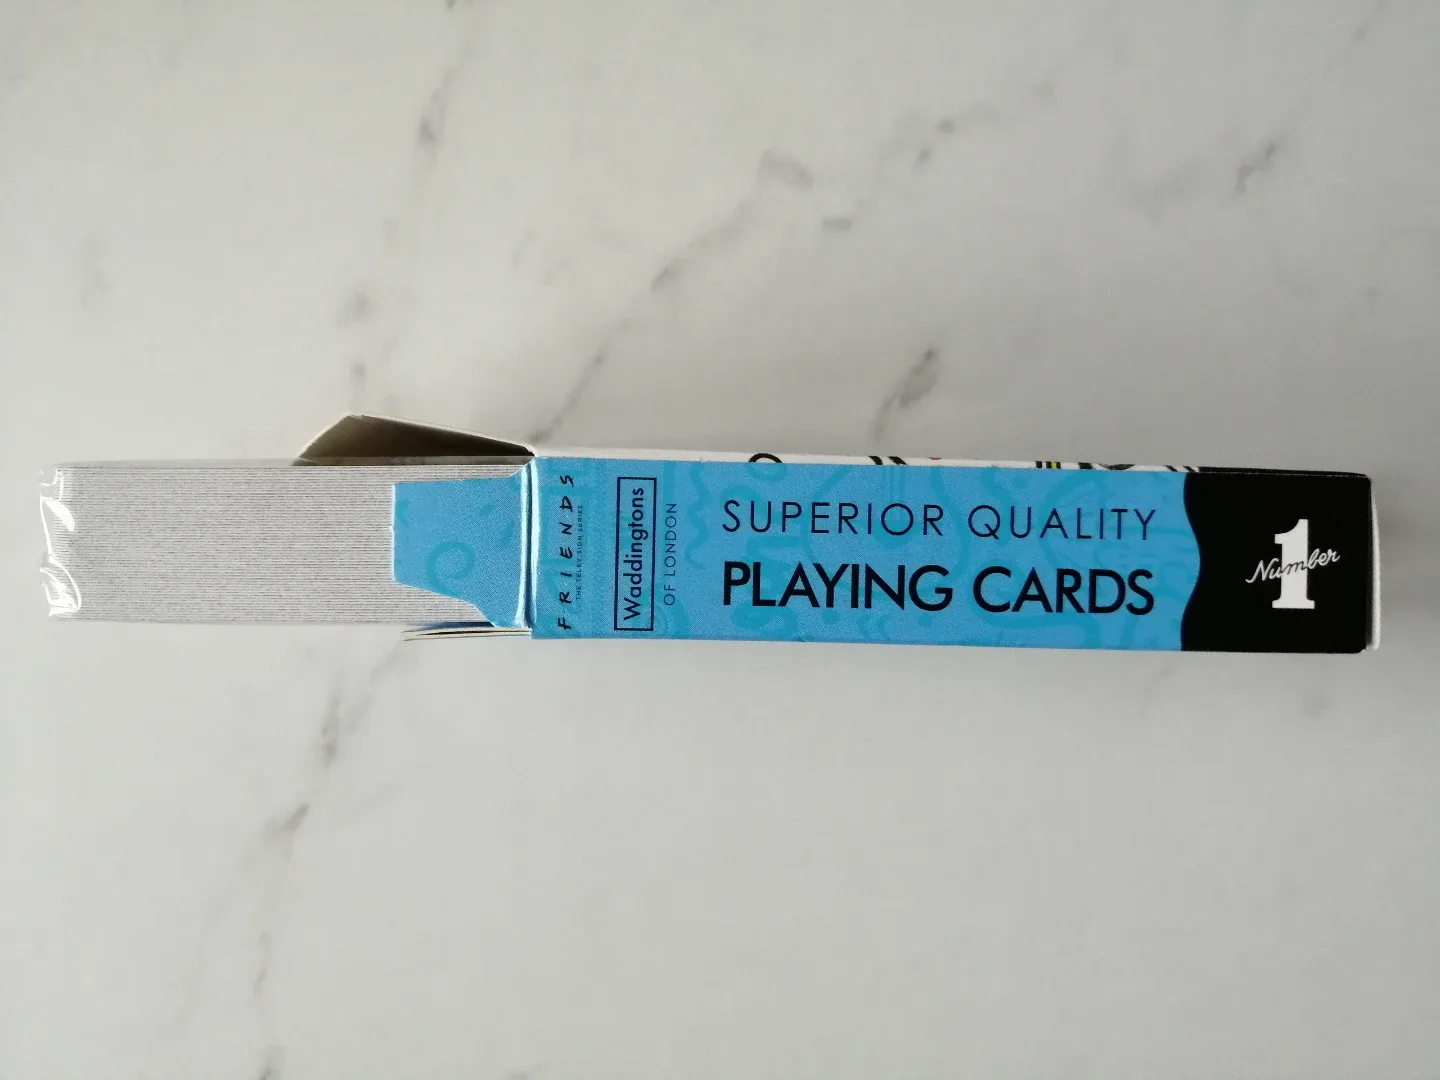 FRIENDS
THE TELEVISION SERIES
Waddingtons
OF LONDON
SUPERIOR QUALITY
PLAYING CARDS
Number 1